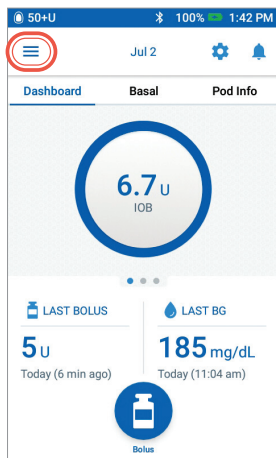 50+U 100% 1:42 PM
Jul 2
Dashboard Basal Pod Info
6.7 U
IOB
LAST BOLUS
5 U
Today (6 min ago)
LAST BG
185 mg/dL
Today (11:04 am)
Bolus